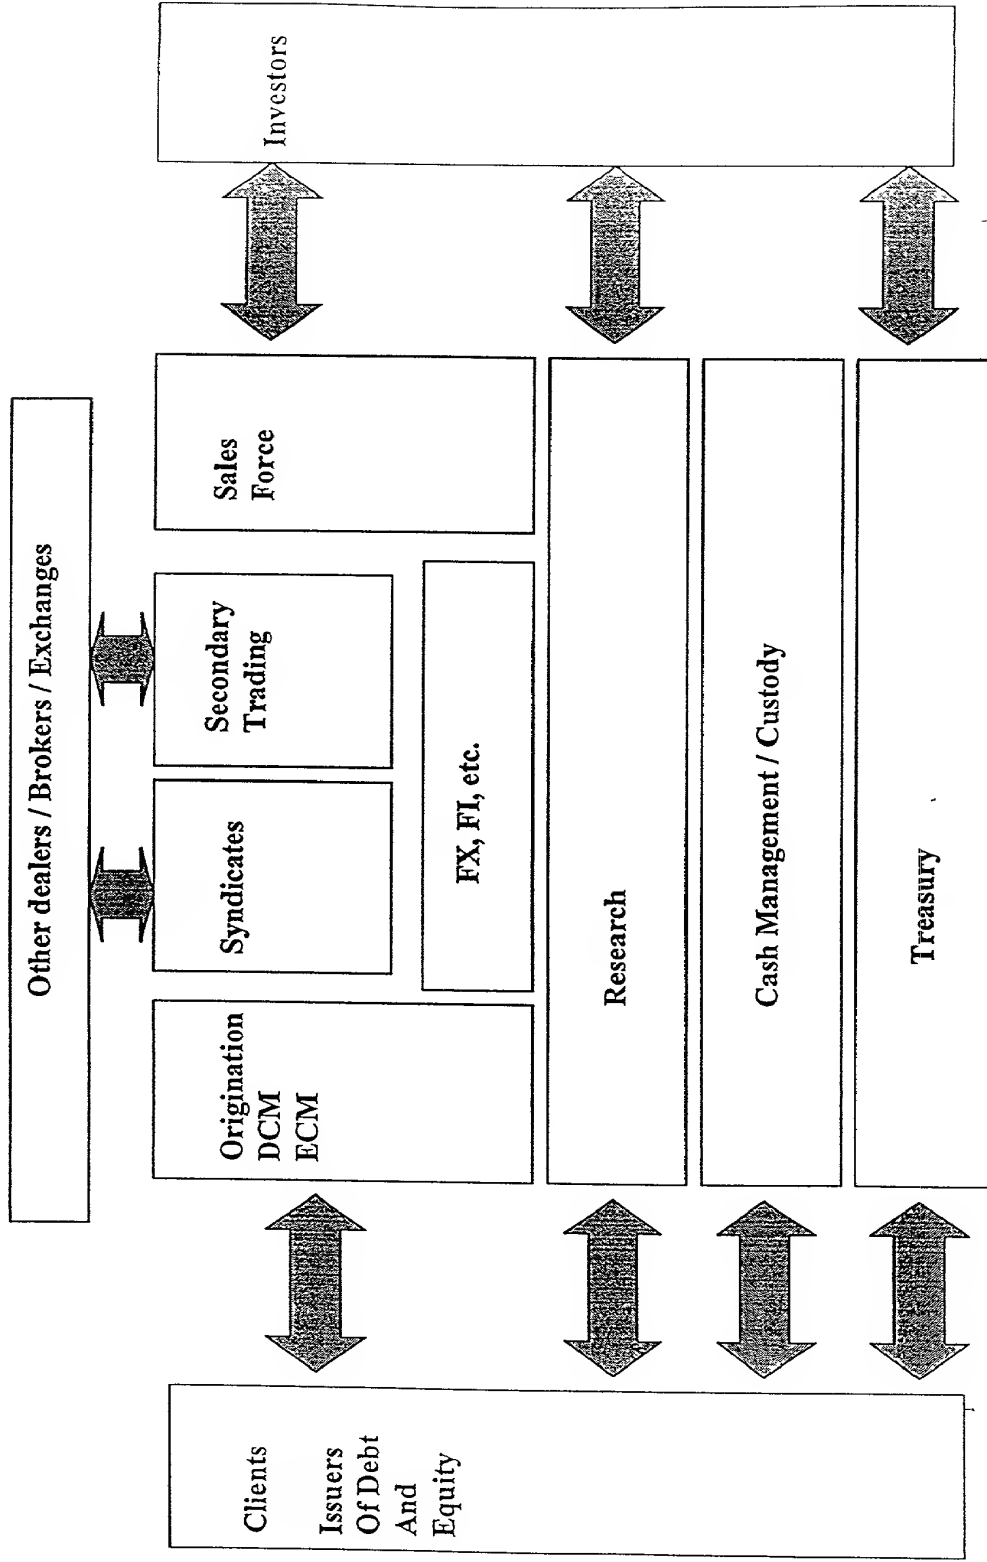 Other dealers / Brokers / Exchanges
Clients
Issuers
Of Debt
And
Equity
Origination
DCM
ECM
Syndicates
Secondary
Trading
Sales
Force
Investors
FX, FI, etc.
Research
Cash Management / Custody
Treasury